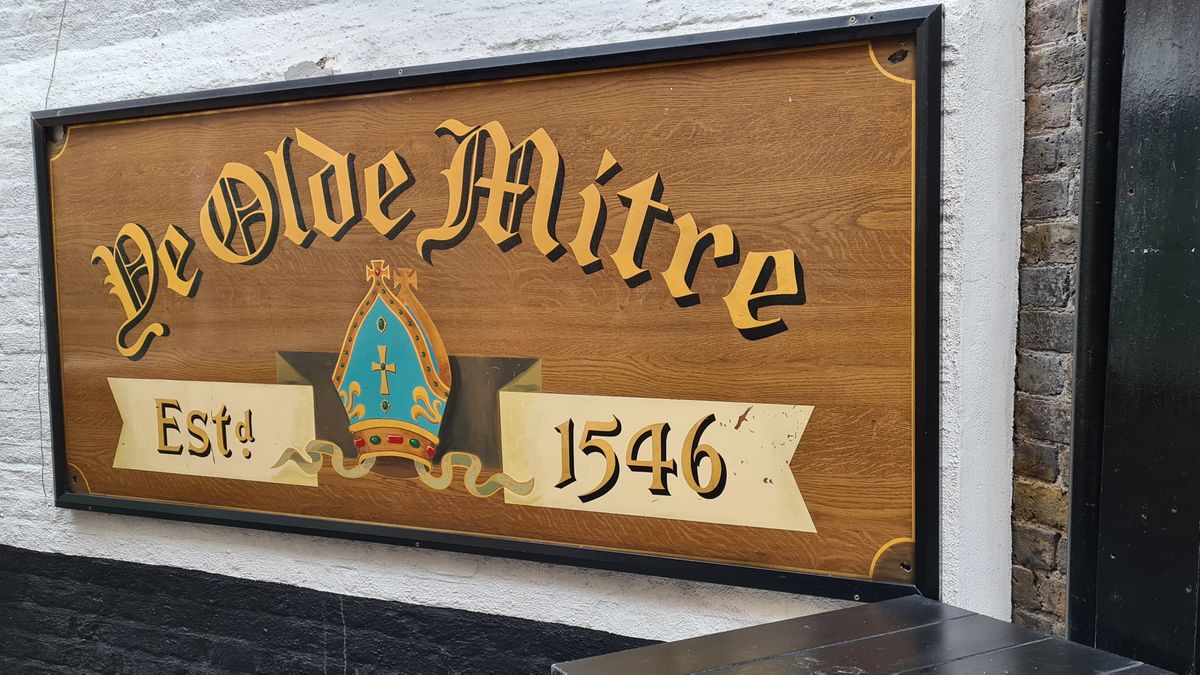 Ye Olde Mitre
Estd. 1546